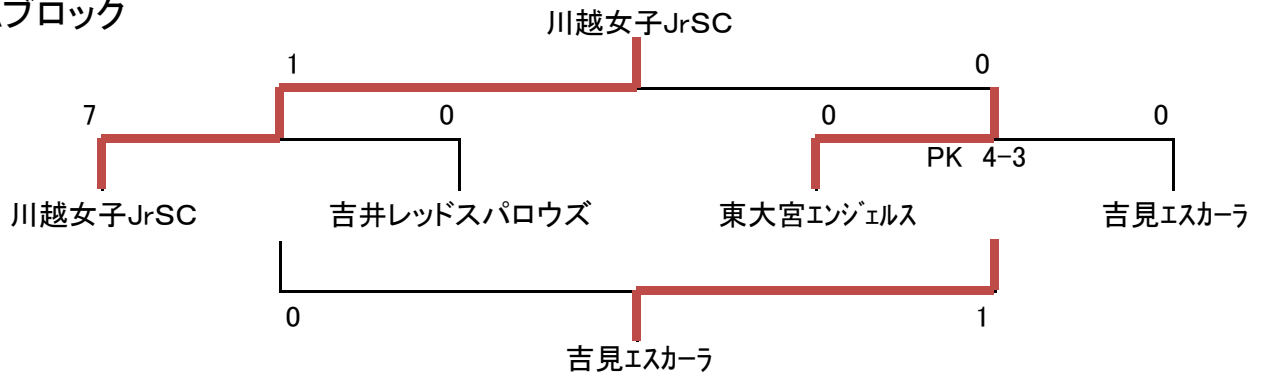 ブロック
川越女子JrSC
1 0
7 0 0 0
PK 4-3
川越女子JrSC 吉井レッドスパロウズ 東大宮エンジェルス 吉見エスカーラ
0 1
吉見エスカーラ